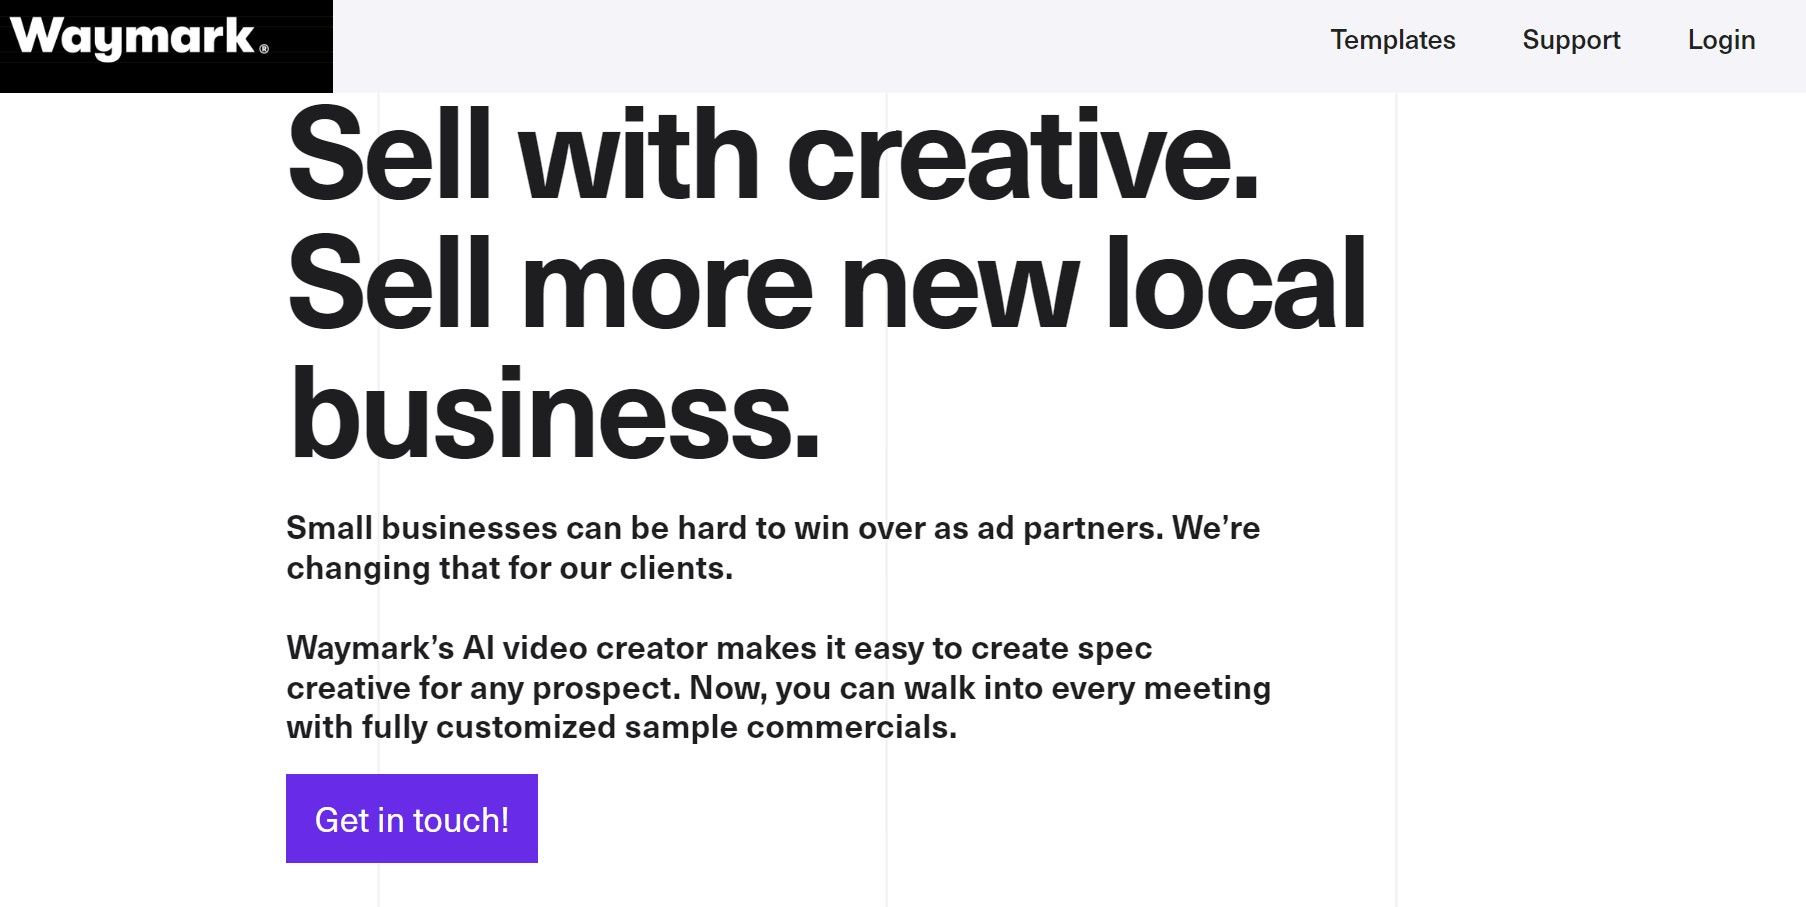 Waymark®
Templates Support Login
Sell with creative.
Sell more new local
business.
Small businesses can be hard to win over as ad partners. We’re
changing that for our clients.
Waymark’s AI video creator makes it easy to create spec
creative for any prospect. Now, you can walk into every meeting
with fully customized sample commercials.
Get in touch!